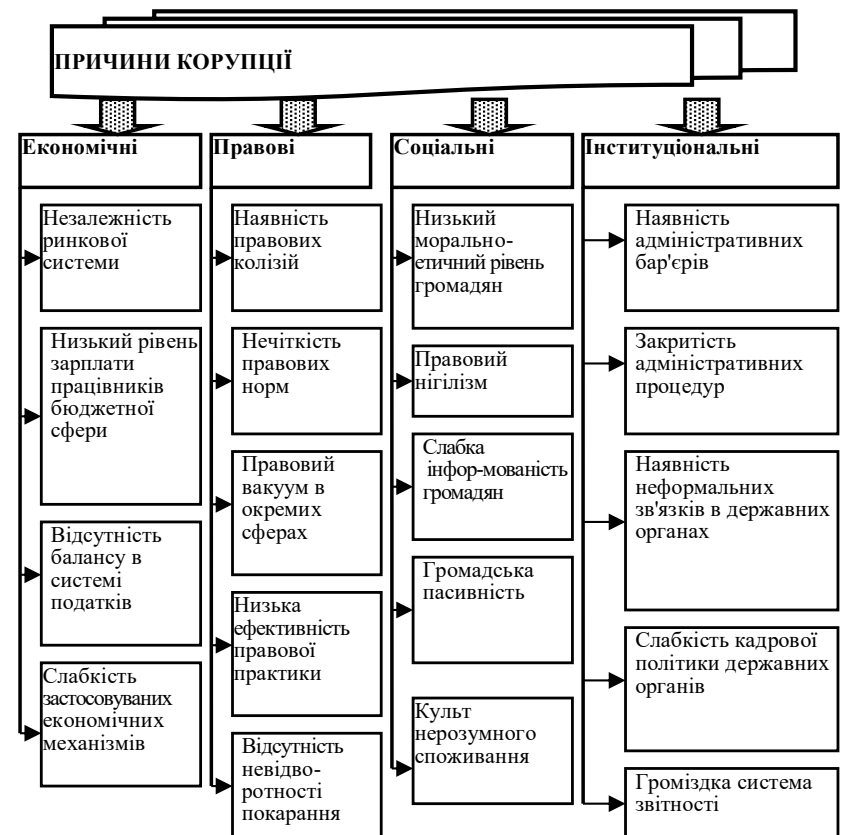 ПРИЧИНИ КОРУПЦІЇ
Економічні
Незалежність
ринкової
системи
Низький рівень
зарплати
працівників
бюджетної
сфери
Відсутність
балансу в
системі
податків
Слабкість
застосовуваних
економічних
механізмів
Правові
Наявність
правових
колізій
Нечіткість
правових
норм
Правовий
вакуум в
окремих
сферах
Низька
ефективність
правової
практики
Відсутність
невідво-
ротності
покарання
Соціальні
Низький
морально-
етичний рівень
громадян
Правовий
нігілізм
Слабка
інфор-мованість
громадян
Громадська
пасивність
Культ
нерозумного
споживання
Інституціональні
Наявність
адміністративних
бар'єрів
Закритість
адміністративних
процедур
Наявність
неформальних
зв'язків в державних
органах
Слабкість кадрової
політики державних
органів
Громіздка система
звітності